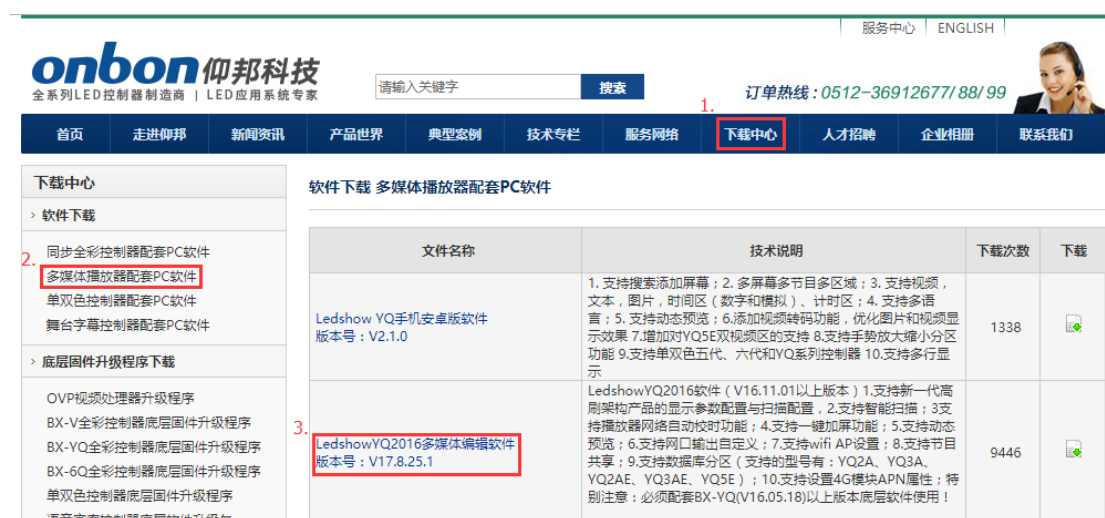 服务中心 ENGLISH
onbon 仰邦科技
全系列LED控制器制造商 | LED应用系统专家
请输入关键字 搜索
订单热线 : 0512-36912677/ 88/ 99
1.
首页 走进仰邦 新闻资讯 产品世界 典型案例 技术专栏 服务网络 下载中心 人才招聘 企业相册 联系我们
下载中心
软件下载
2.
同步全彩控制器配套PC软件
多媒体播放器配套PC软件
单双色控制器配套PC软件
舞台字幕控制器配套PC软件
底层固件升级程序下载
OVP视频处理器升级程序
BX-V全彩控制器底层固件升级程序
BX-YQ全彩控制器底层固件升级程序
BX-6Q全彩控制器底层固件升级程序
单双色控制器底层固件升级程序
软件下载 多媒体播放器配套PC软件
文件名称 技术说明 下载次数 下载
Ledshow YQ手机安卓版软件
版本号：V2.1.0
1. 支持搜索添加屏幕；2. 多屏幕多节目多区域；3. 支持视频，
文本，图片，时间区（数字和模拟）、计时区；4. 支持多语
言；5. 支持动态预览；6.添加视频转码功能，优化图片和视频显
示效果 7.增加对YQ5E双视频区的支持 8.支持手势放大缩小分区
功能 9.支持单双色五代、六代和YQ系列控制器 10.支持多行显
示
1338
3.
LedshowYQ2016多媒体编辑软件
版本号：V17.8.25.1
LedshowYQ2016软件（V16.11.01以上版本）1.支持新一代高
刷架构产品的显示参数配置与扫描配置，2.支持智能扫描；3支
持播放器网络自动校时功能；4.支持一键加屏功能；5.支持动态
预览；6.支持网口输出自定义；7.支持wifi AP设置；8.支持节目
共享；9.支持数据库分区（支持的型号有：YQ2A、YQ3A、
YQ2AE、YQ3AE、YQ5E）；10.支持设置4G模块APN属性；特
别注意：必须配套BX-YQ(V16.05.18)以上版本底层软件使用！
9446